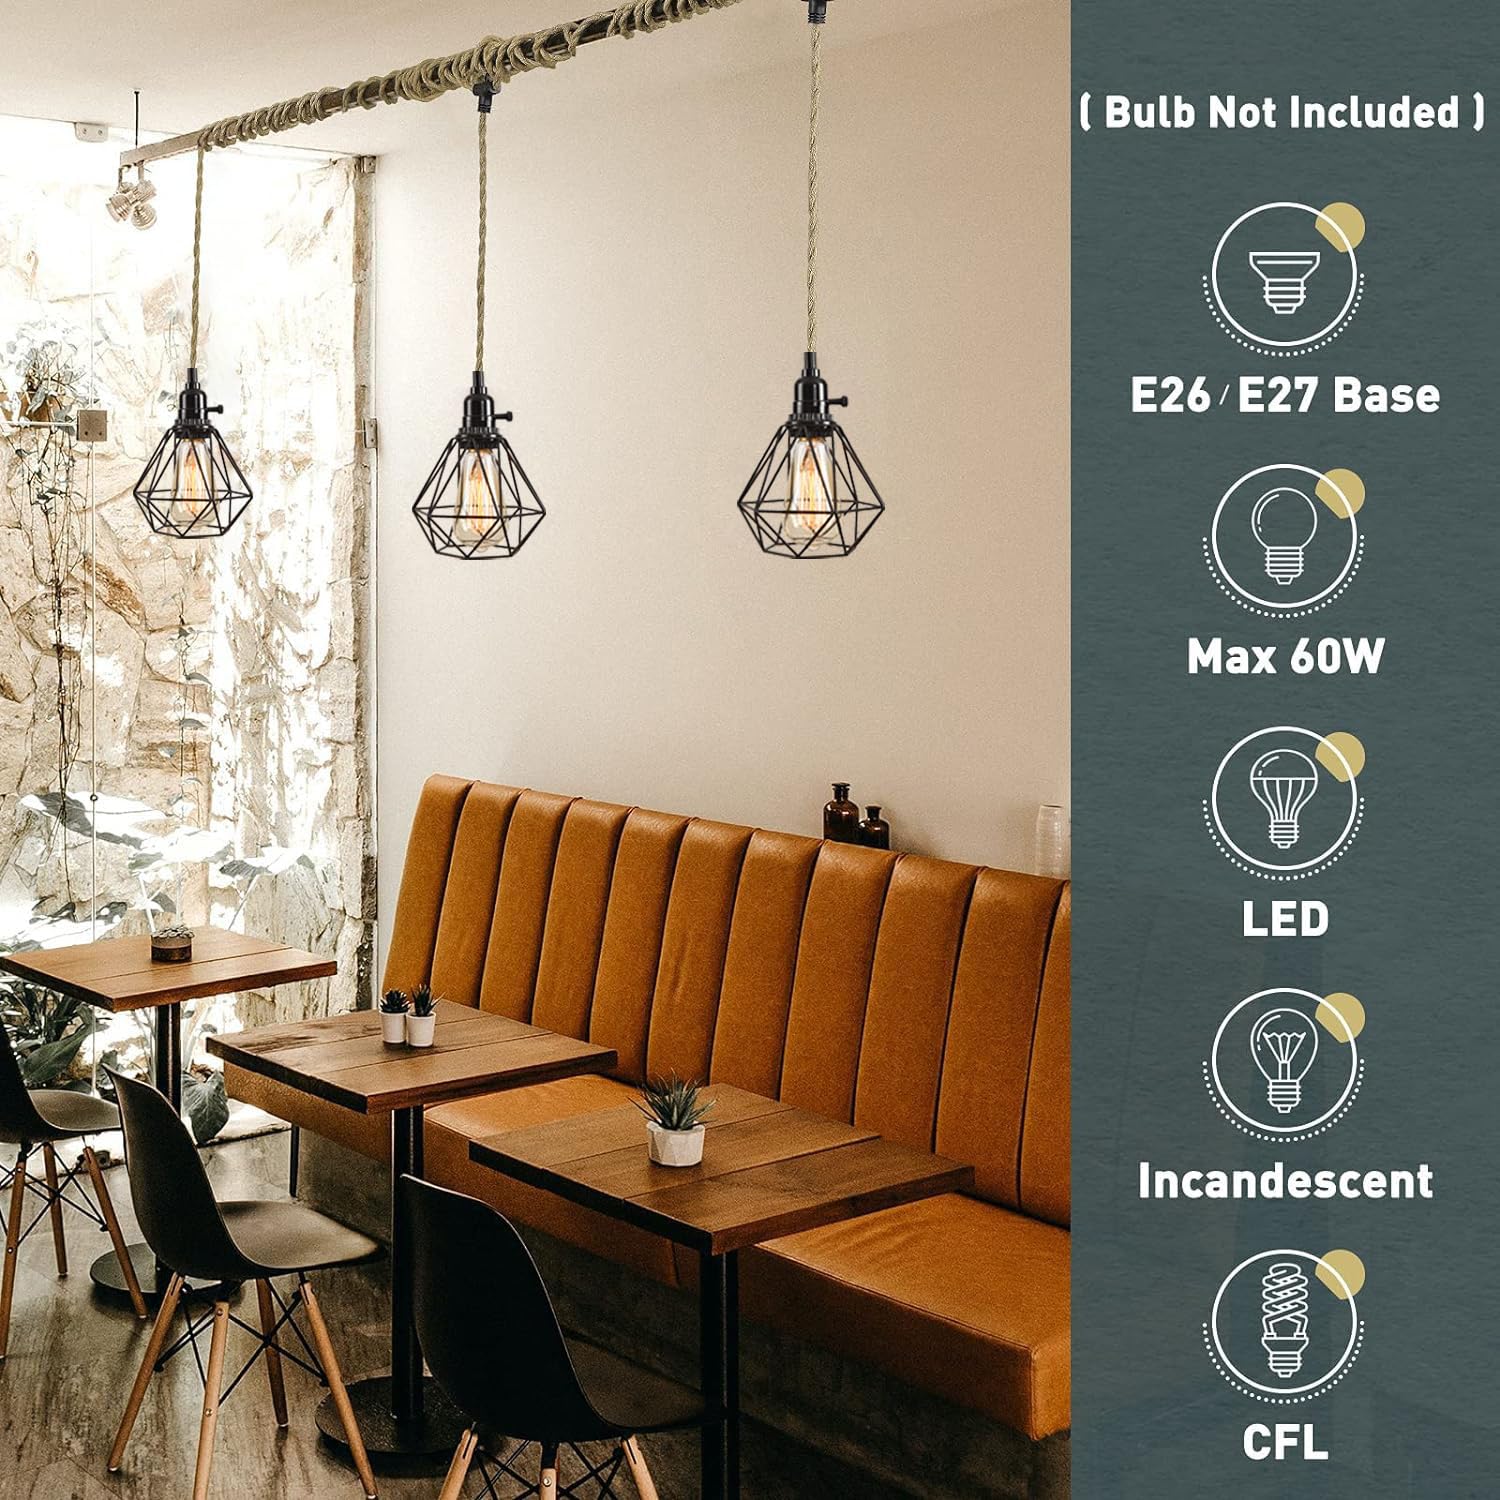 ( Bulb Not Included )
E26 / E27 Base
Max 60W
LED
Incandescent
CFL